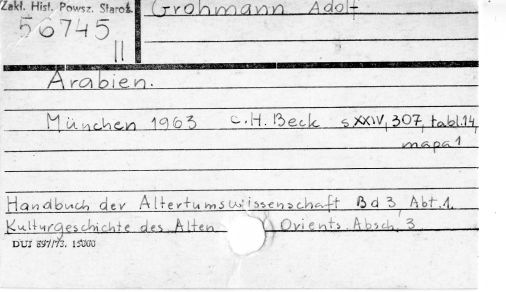 Zakł. Hist. Powsz. Staroż.
Grohmann Adolf
56745
II
Arabien.
München 1963 C.H. Beck s.XXIV, 307, tabl.14,
mapa 1
Handbuch der Altertumswissenschaft Bd 3, Abt.1.
Kulturgeschichte des Alten Orients. Absch. 3
DUJ 897/73. 15000